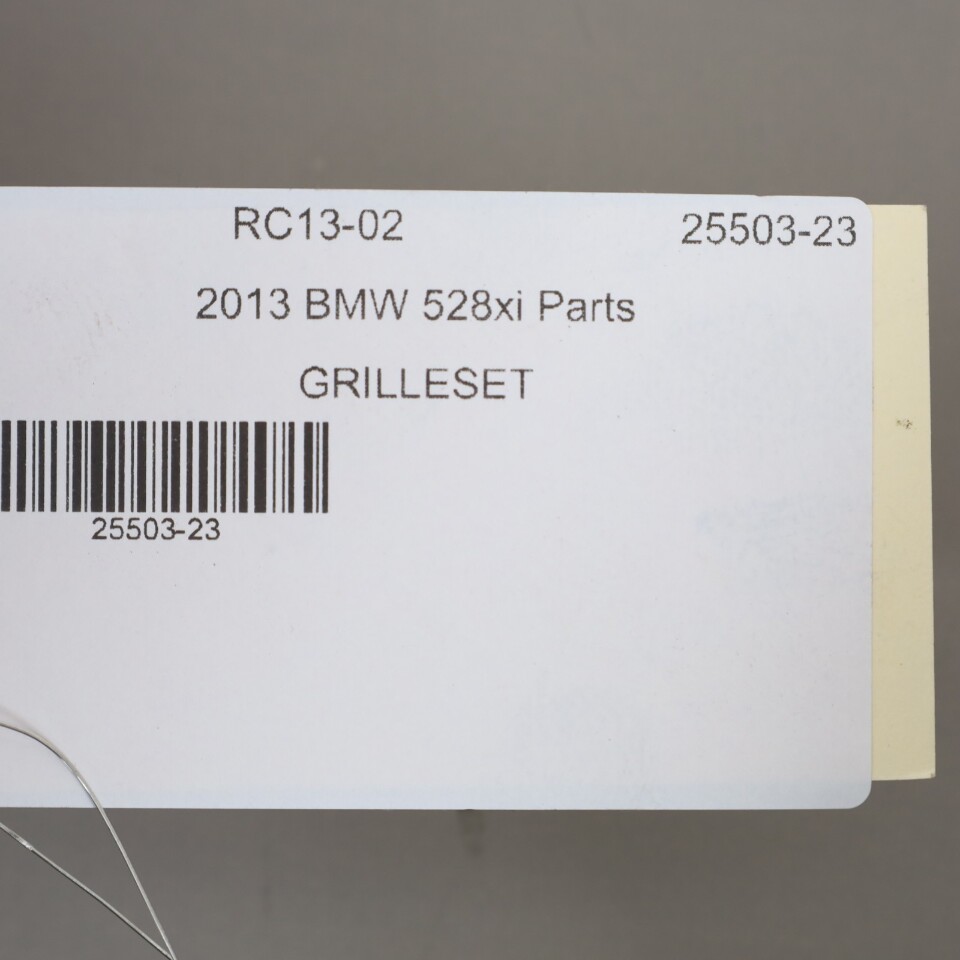 RC13-02 25503-23
2013 BMW 528xi Parts
GRILLESET
25503-23